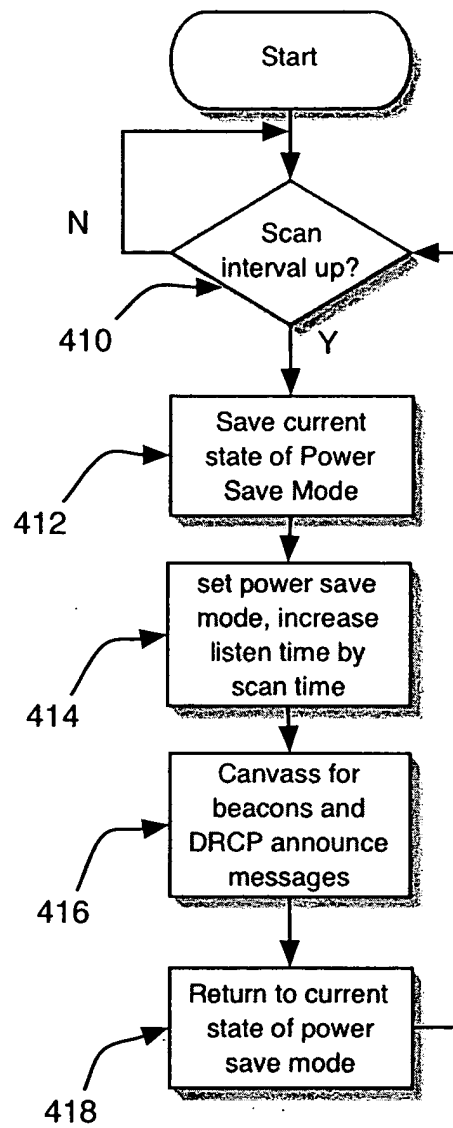 Start
N
Scan
interval up?
410
Y
Save current
state of Power
Save Mode
412
set power save
mode, increase
listen time by
scan time
414
Canvass for
beacons and
DRCP announce
messages
416
Return to current
state of power
save mode
418